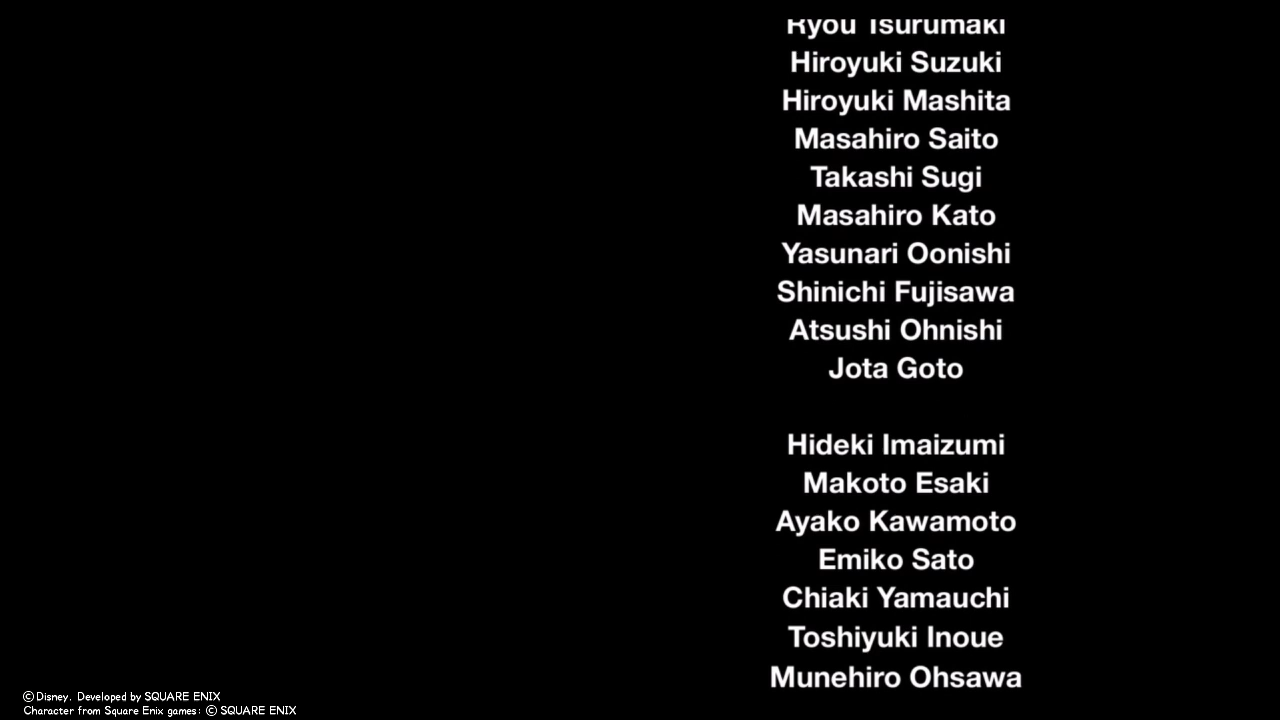 Ryou Tsurumaki
Hiroyuki Suzuki
Hiroyuki Mashita
Masahiro Saito
Takashi Sugi
Masahiro Kato
Yasunari Oonishi
Shinichi Fujisawa
Atsushi Ohnishi
Jota Goto
Hideki Imaizumi
Makoto Esaki
Ayako Kawamoto
Emiko Sato
Chiaki Yamauchi
Toshiyuki Inoue
Munehiro Ohsawa
©Disney. Developed by SQUARE ENIX
Character from Square Enix games: © SQUARE ENIX